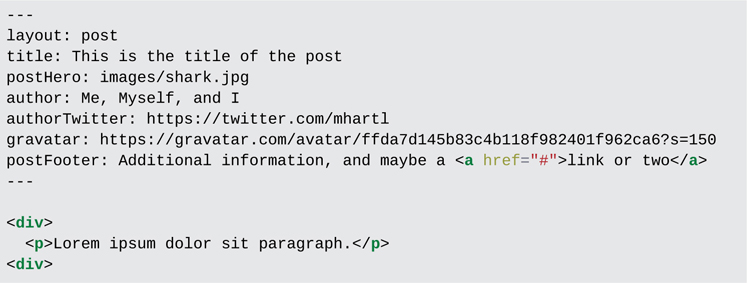 ---
layout: post
title: This is the title of the post
postHero: images/shark.jpg
author: Me, Myself, and I
authorTwitter: https://twitter.com/mhartl
gravatar: https://gravatar.com/avatar/ffda7d145b83c4b118f982401f962ca6?s=150
postFooter: Additional information, and maybe a <a href="#">link or two</a>
---

<div>
  <p>Lorem ipsum dolor sit paragraph.</p>
<div>